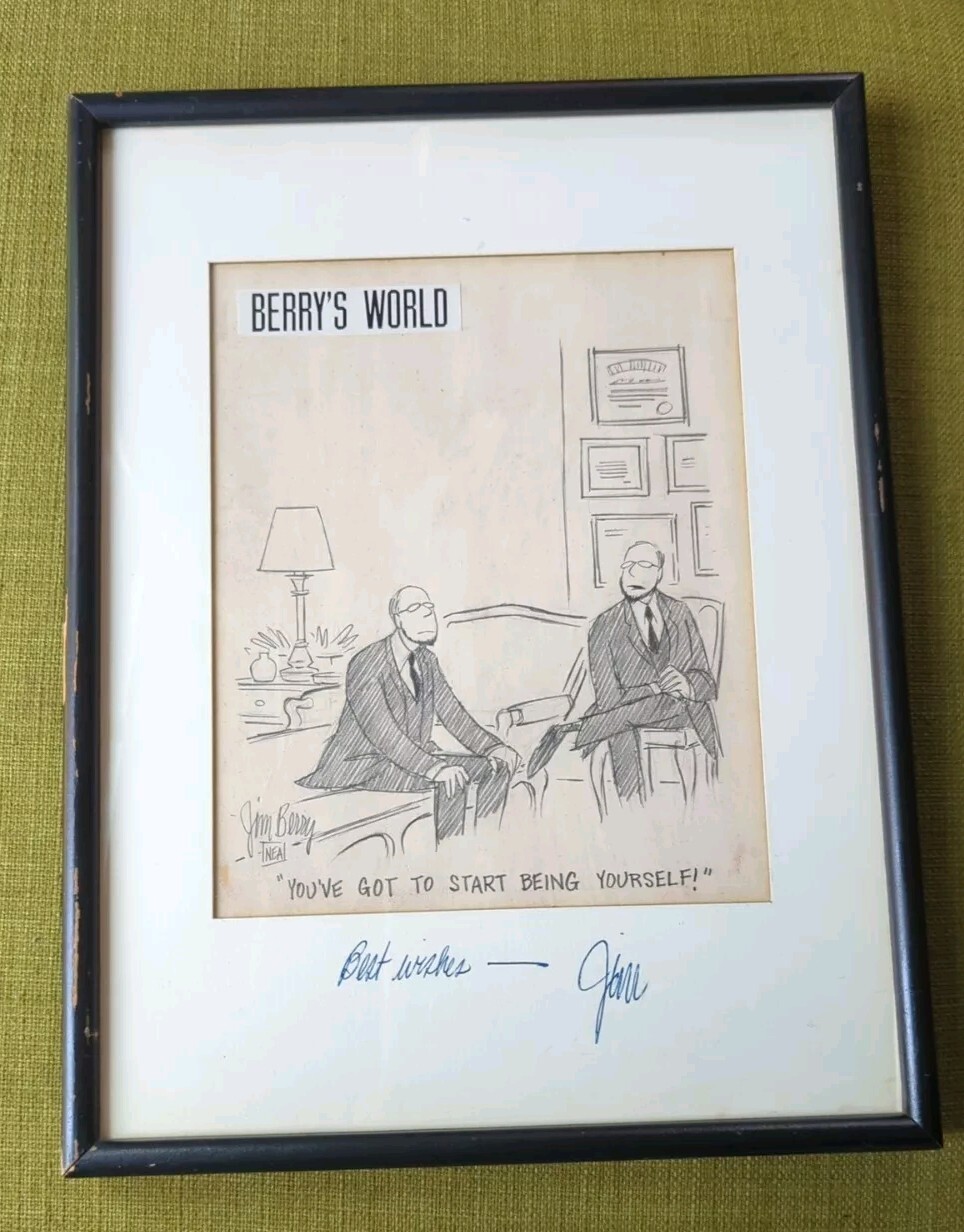 BERRY'S WORLD
Jim Berry
NEA
"YOU'VE GOT TO START BEING YOURSELF!"
Best wishes — Jim